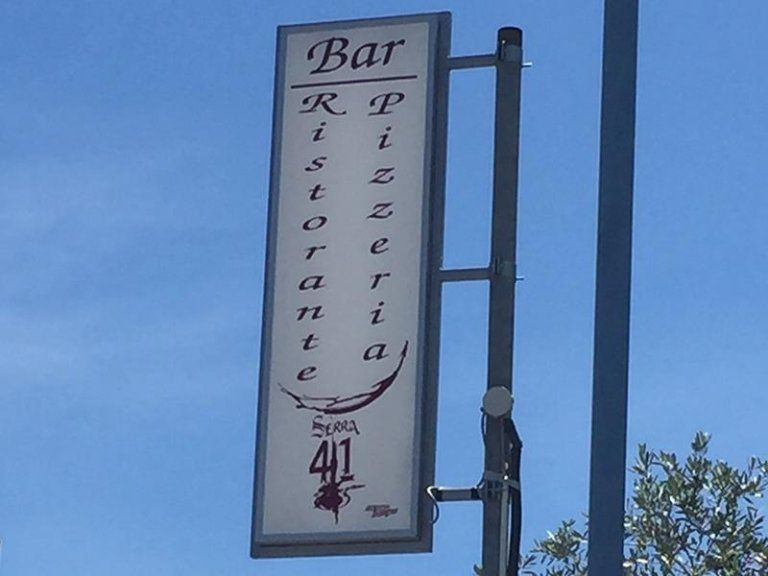 Bar
Ristorante
Pizzeria
SERRA
41